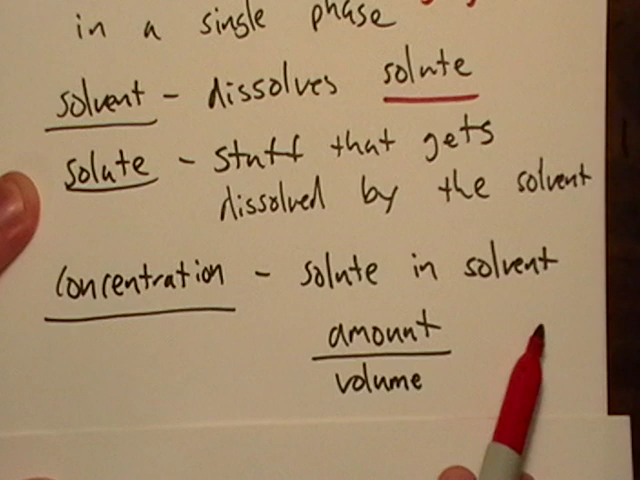 in a single phase
solvent - dissolves solute
solute - stuff that gets
dissolved by the solvent
concentration - solute in solvent
amount
volume